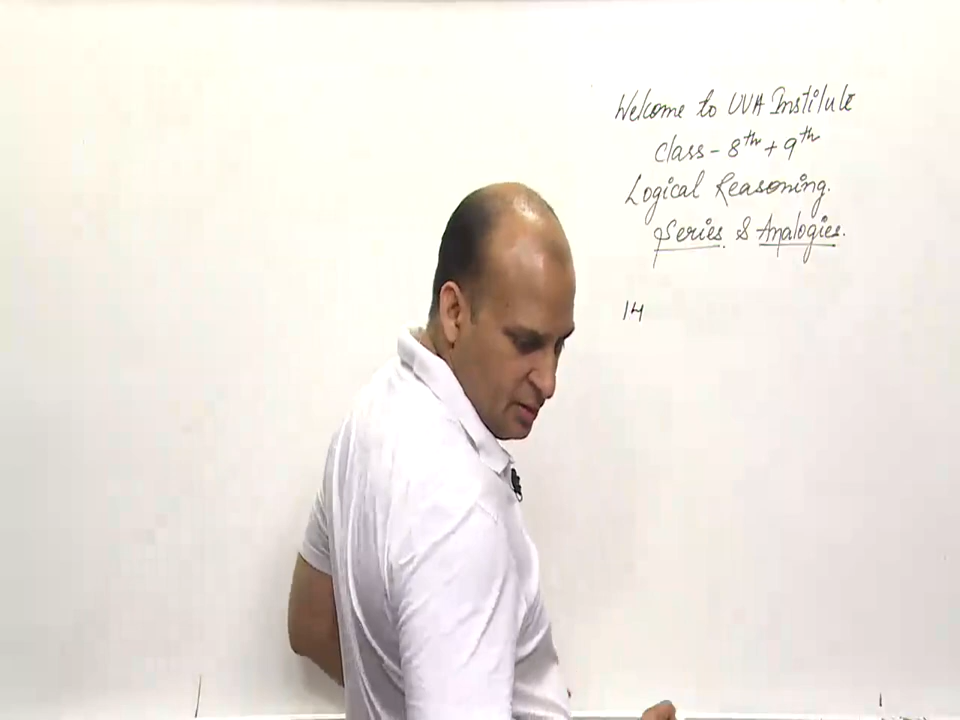 Welcome to UVA Institute
Class - 8th + 9th
Logical Reasoning.
Series & Analogies.
14